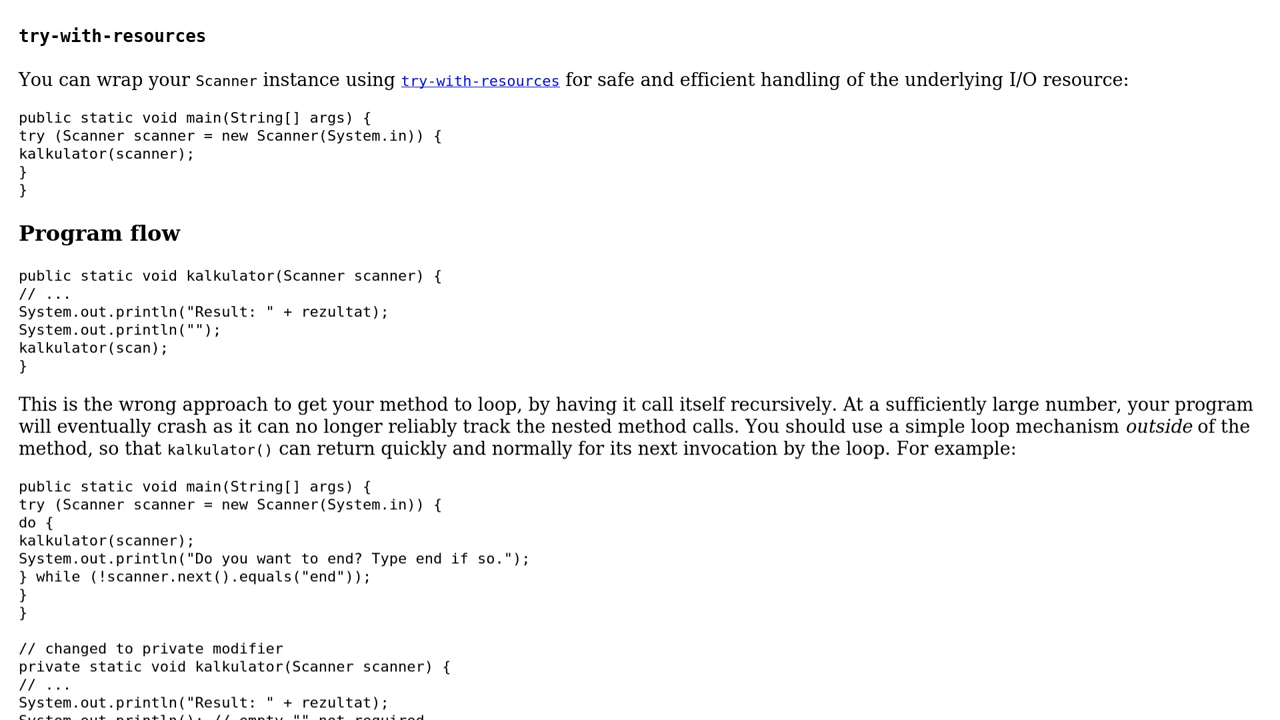 try-with-resources
You can wrap your Scanner instance using try-with-resources for safe and efficient handling of the underlying I/O resource:
public static void main(String[] args) {
try (Scanner scanner = new Scanner(System.in)) {
kalkulator(scanner);
}
}
Program flow
public static void kalkulator(Scanner scanner) {
// ...
System.out.println("Result: " + rezultat);
System.out.println("");
kalkulator(scan);
}
This is the wrong approach to get your method to loop, by having it call itself recursively. At a sufficiently large number, your program
will eventually crash as it can no longer reliably track the nested method calls. You should use a simple loop mechanism outside of the
method, so that kalkulator() can return quickly and normally for its next invocation by the loop. For example:
public static void main(String[] args) {
try (Scanner scanner = new Scanner(System.in)) {
do {
kalkulator(scanner);
System.out.println("Do you want to end? Type end if so.");
} while (!scanner.next().equals("end"));
}
}
// changed to private modifier
private static void kalkulator(Scanner scanner) {
// ...
System.out.println("Result: " + rezultat);
System.out.println(); // empty "" not required